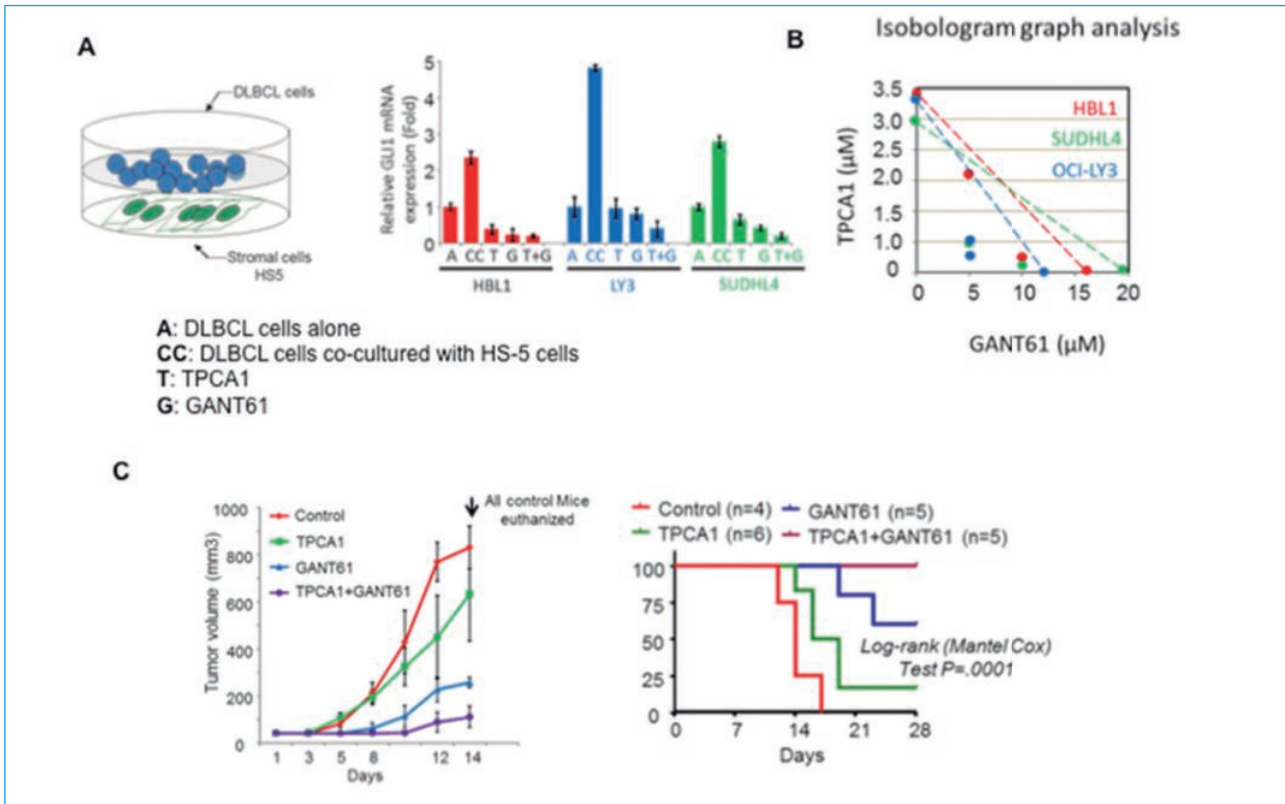 A
DLBCL cells
Stromal cells
HS5
Relative GLI1 mRNA
expression (Fold)
5
4
3
2
1
0
A CC T G T+G
A CC T G T+G
A CC T G T+G
HBL1
LY3
SUDHL4
A: DLBCL cells alone
CC: DLBCL cells co-cultured with HS-5 cells
T: TPCA1
G: GANT61
B
Isobologram graph analysis
TPCA1 (µM)
3.5
3.0
2.5
2.0
1.5
1.0
0
HBL1
SUDHL4
OCI-LY3
0 5 10 15 20
GANT61 (µM)
C
Tumor volume (mm3)
1000
800
600
400
200
0
Control
TPCA1
GANT61
TPCA1+GANT61
All control Mice
euthanized
1 3 5 8 12 14
Days
Control (n=4) GANT61 (n=5)
TPCA1 (n=6) TPCA1+GANT61 (n=5)
100
75
50
25
0
Log-rank (Mantel Cox)
Test P=.0001
0 7 14 21 28
Days